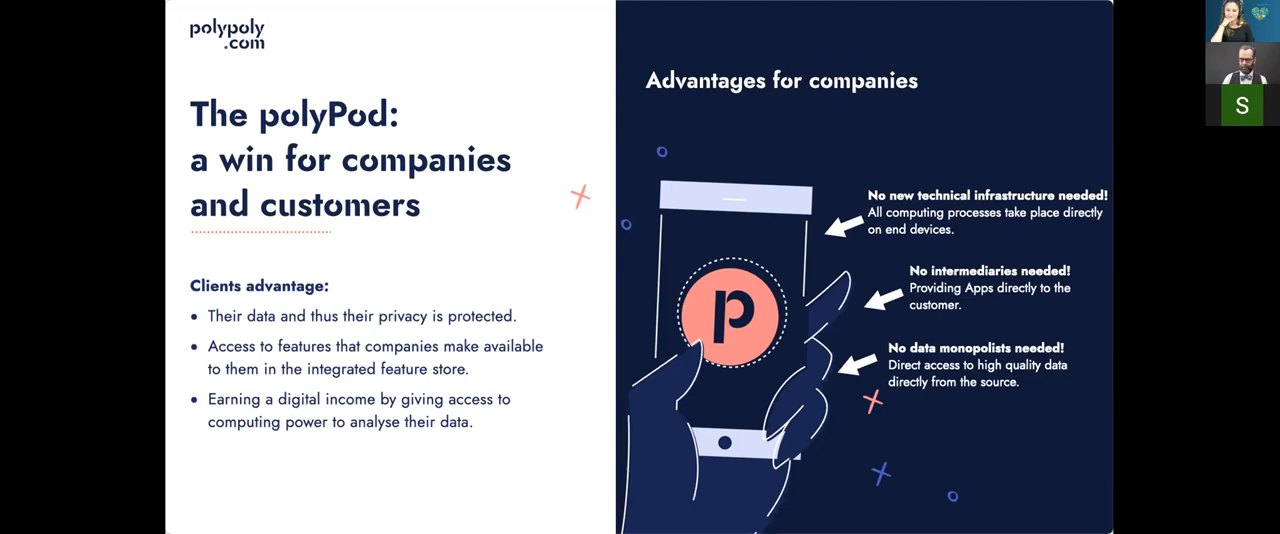 polypoly
.com
The polyPod:
a win for companies
and customers
Clients advantage:
• Their data and thus their privacy is protected.
• Access to features that companies make available
to them in the integrated feature store.
• Earning a digital income by giving access to
computing power to analyse their data.
Advantages for companies
No new technical infrastructure needed!
All computing processes take place directly
on end devices.
No intermediaries needed!
Providing Apps directly to the
customer.
No data monopolists needed!
Direct access to high quality data
directly from the source.
p
S